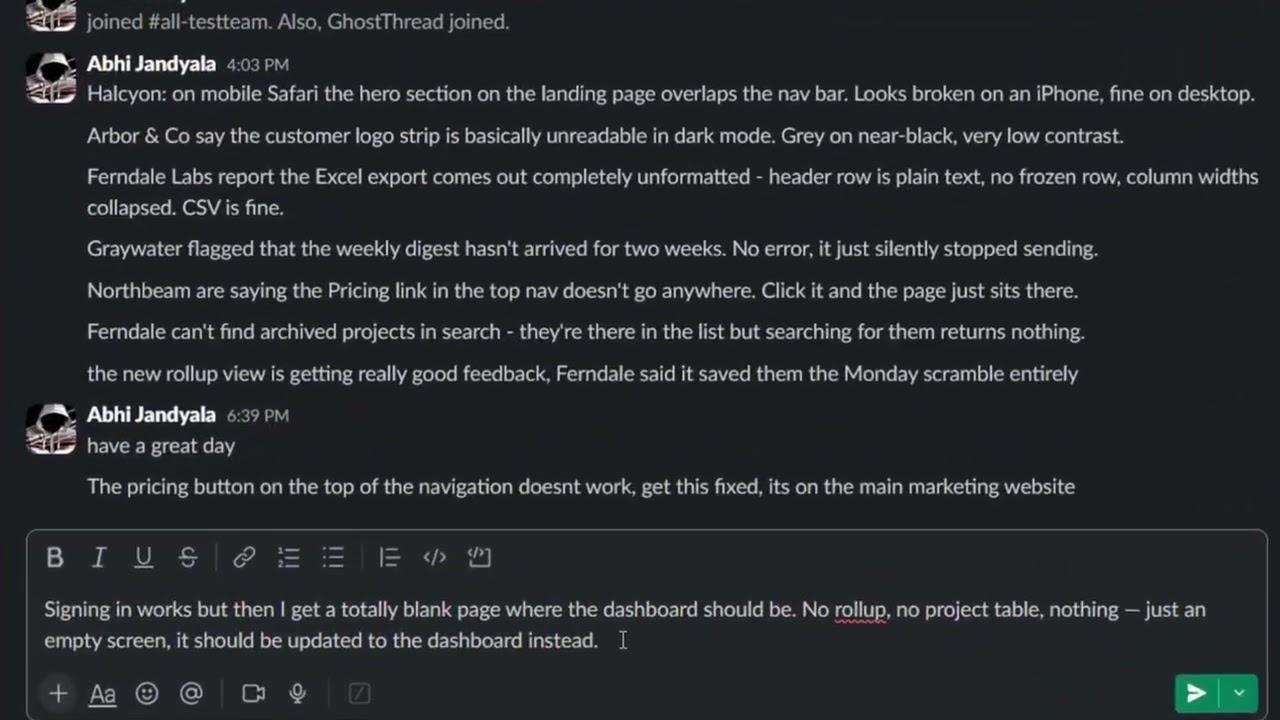 joined #all-testteam. Also, GhostThread joined.
Abhi Jandyala 4:03 PM
Halcyon: on mobile Safari the hero section on the landing page overlaps the nav bar. Looks broken on an iPhone, fine on desktop.
Arbor & Co say the customer logo strip is basically unreadable in dark mode. Grey on near-black, very low contrast.
Ferndale Labs report the Excel export comes out completely unformatted - header row is plain text, no frozen row, column widths
collapsed. CSV is fine.
Graywater flagged that the weekly digest hasn't arrived for two weeks. No error, it just silently stopped sending.
Northbeam are saying the Pricing link in the top nav doesn't go anywhere. Click it and the page just sits there.
Ferndale can't find archived projects in search - they're there in the list but searching for them returns nothing.
the new rollup view is getting really good feedback, Ferndale said it saved them the Monday scramble entirely
Abhi Jandyala 6:39 PM
have a great day
The pricing button on the top of the navigation doesnt work, get this fixed, its on the main marketing website
B I U S
Signing in works but then I get a totally blank page where the dashboard should be. No rollup, no project table, nothing — just an
empty screen, it should be updated to the dashboard instead.
Aa